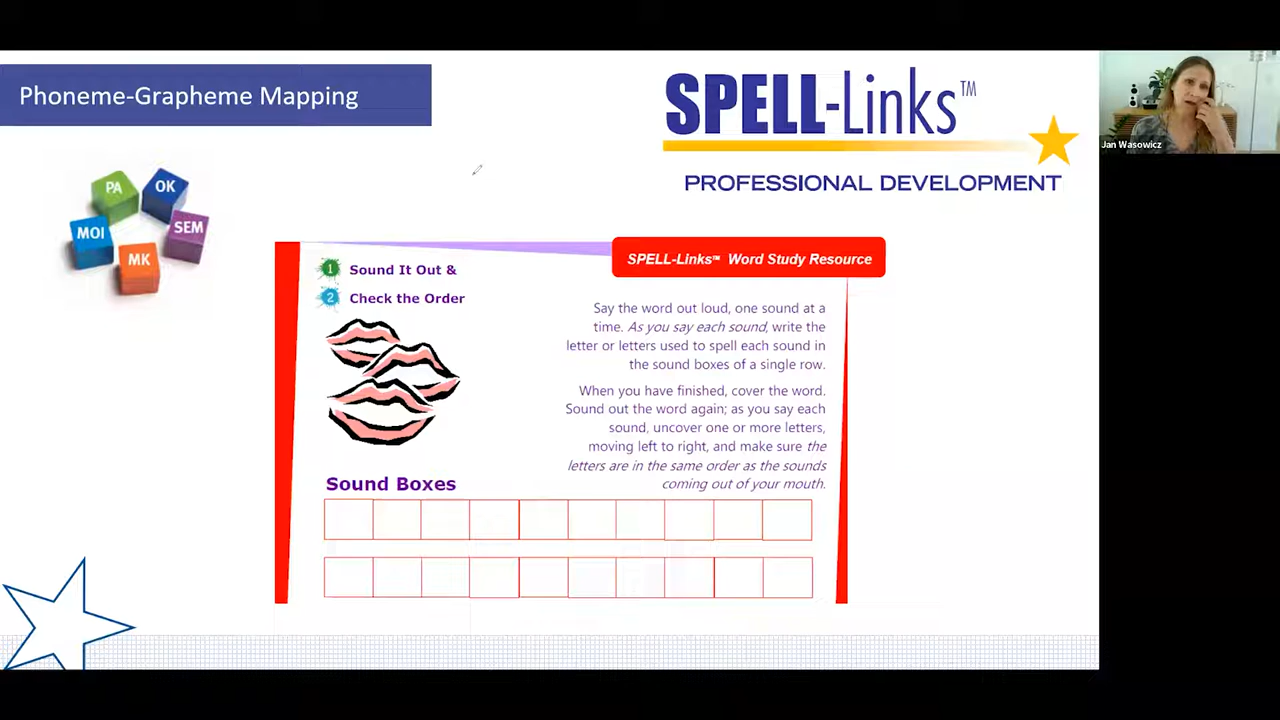 Phoneme-Grapheme Mapping
SPELL-Links™
PROFESSIONAL DEVELOPMENT
Jan Wasowicz
PA
OK
MOI
SEM
MK
SPELL-Links™ Word Study Resource
1 Sound It Out &
2 Check the Order
Say the word out loud, one sound at a
time. As you say each sound, write the
letter or letters used to spell each sound in
the sound boxes of a single row.
When you have finished, cover the word.
Sound out the word again; as you say each
sound, uncover one or more letters,
moving left to right, and make sure the
letters are in the same order as the sounds
coming out of your mouth.
Sound Boxes